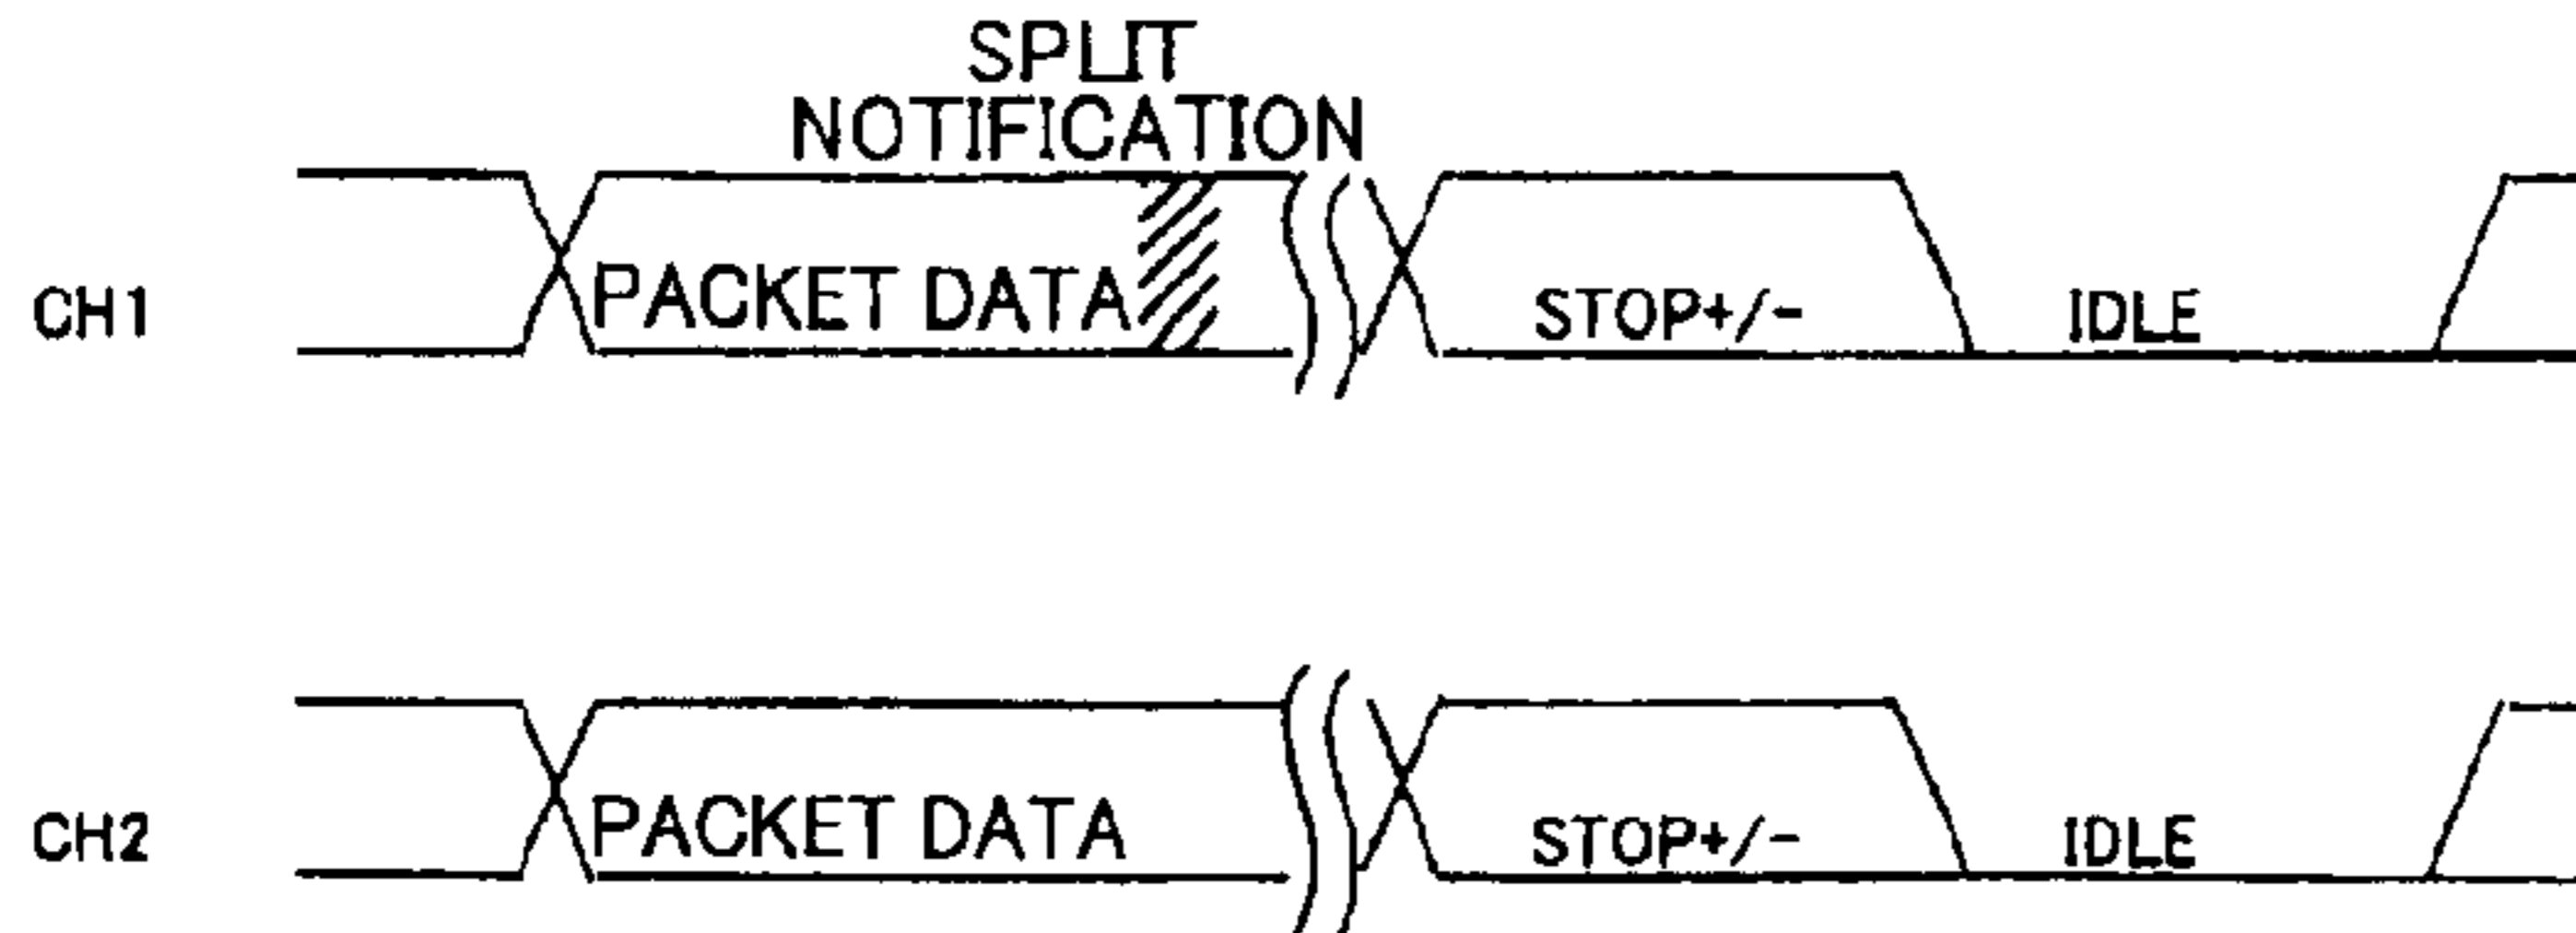 SPLIT
NOTIFICATION
CH1
PACKET DATA
STOP+/-
IDLE
CH2
PACKET DATA
STOP+/-
IDLE